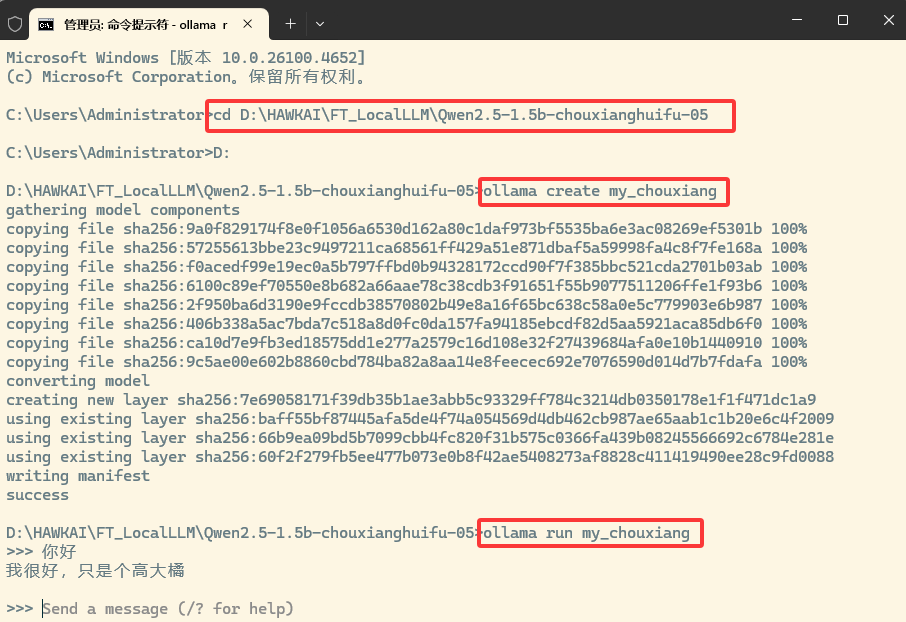 管理员: 命令提示符 - ollama r
Microsoft Windows [版本 10.0.26100.4652]
(c) Microsoft Corporation。保留所有权利。
C:\Users\Administrator>cd D:\HAWKAI\FT_LocalLLM\Qwen2.5-1.5b-chouxianghuifu-05
C:\Users\Administrator>D:
D:\HAWKAI\FT_LocalLLM\Qwen2.5-1.5b-chouxianghuifu-05>ollama create my_chouxiang
gathering model components
copying file sha256:9a0f829174f8e0f1056a6530d162a80c1daf973bf5535ba6e3ac08269ef5301b 100%
copying file sha256:57255613bbe23c9497211ca68561ff429a51e871dbaf5a59998fa4c8f7fe168a 100%
copying file sha256:f0acedf99e19ec0a5b797ffbd0b94328172ccd90f7f385bbc521cda2701b03ab 100%
copying file sha256:6100c89ef70550e8b682a66aae78c38cdb3f91651f55b9077511206ffe1f93b6 100%
copying file sha256:2f950ba6d3190e9fccdb38570802b49e8a16f65bc638c58a0e5c779903e6b987 100%
copying file sha256:406b338a5ac7bda7c518a8d0fc0da157fa94185ebcdf82d5aa5921aca85db6f0 100%
copying file sha256:ca10d7e9fb3ed18575dd1e277a2579c16d108e32f27439684afa0e10b1440910 100%
copying file sha256:9c5ae00e602b8860cbd784ba82a8aa14e8feecec692e7076590d014d7b7fdafa 100%
converting model
creating new layer sha256:7e69058171f39db35b1ae3abb5c93329ff784c3214db0350178e1f1f471dc1a9
using existing layer sha256:baff55bf87445afa5de4f74a054569d4db462cb987ae65aab1c1b20e6c4f2009
using existing layer sha256:66b9ea09bd5b7099cbb4fc820f31b575c0366fa439b08245566692c6784e281e
using existing layer sha256:60f2f279fb5ee477b073e0b8f42ae5408273af8828c411419490ee28c9fd0088
writing manifest
success
D:\HAWKAI\FT_LocalLLM\Qwen2.5-1.5b-chouxianghuifu-05>ollama run my_chouxiang
>>> 你好
我很好，只是个高大橘
>>> Send a message (/? for help)